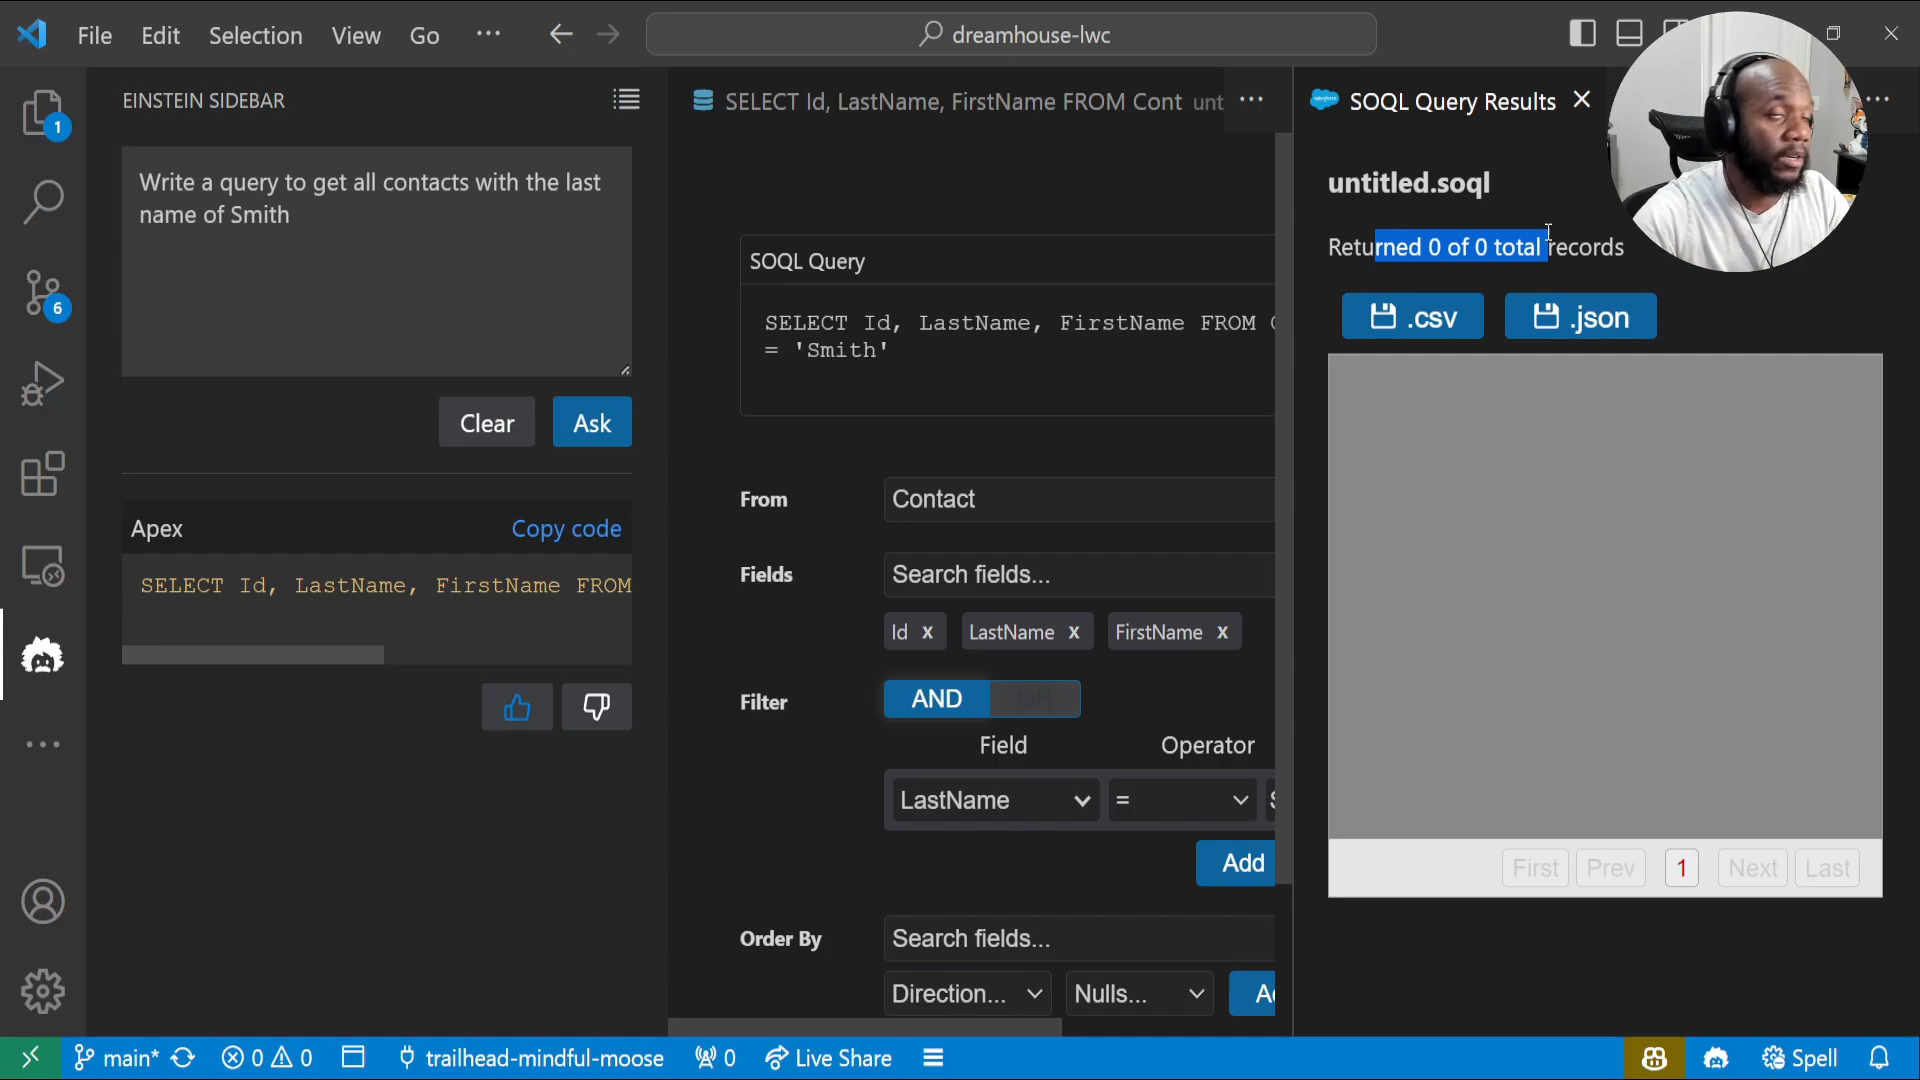 File Edit Selection View Go ··· dreamhouse-lwc
EINSTEIN SIDEBAR
Write a query to get all contacts with the last
name of Smith
Clear Ask
Apex Copy code
SELECT Id, LastName, FirstName FROM
SELECT Id, LastName, FirstName FROM Cont unt ···
SOQL Query
SELECT Id, LastName, FirstName FROM C
= 'Smith'
From Contact
Fields Search fields...
Id x LastName x FirstName x
Filter AND OR
Field Operator
LastName = S
Add
Order By Search fields...
Direction... Nulls... Ad
SOQL Query Results
untitled.soql
Returned 0 of 0 total records
.csv .json
First Prev 1 Next Last
1
6
main* 0 0 trailhead-mindful-moose 0 Live Share Spell